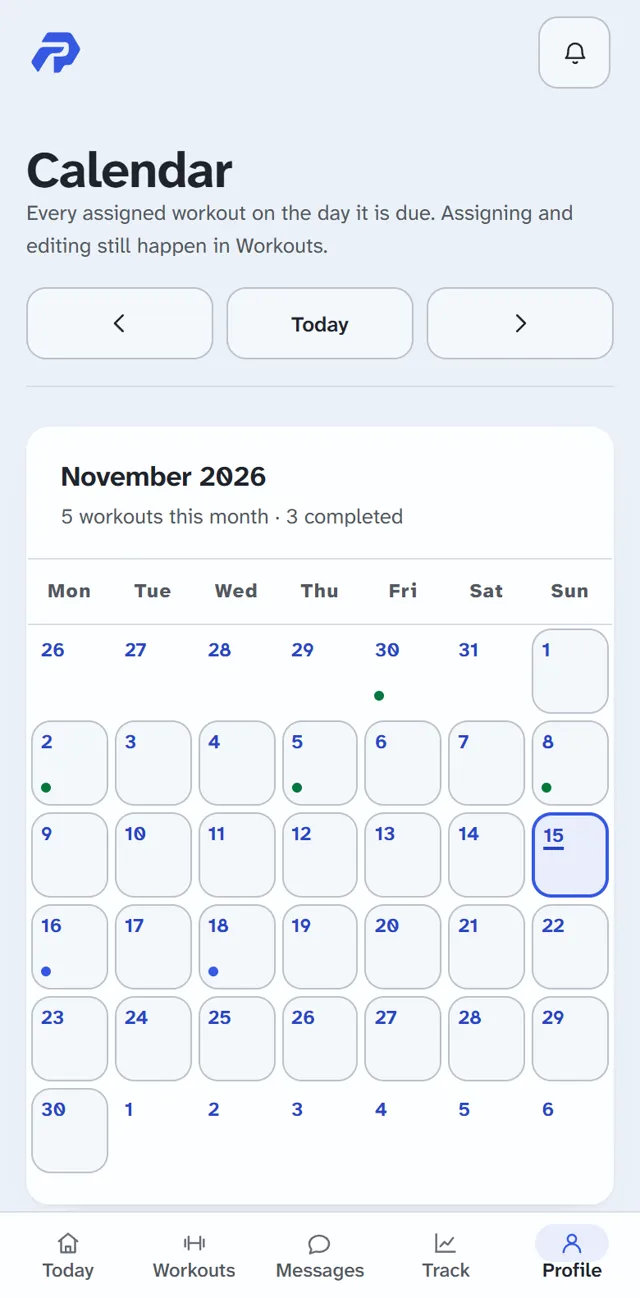 Calendar
Every assigned workout on the day it is due. Assigning and
editing still happen in Workouts.
Today
November 2026
5 workouts this month · 3 completed
Mon Tue Wed Thu Fri Sat Sun
26 27 28 29 30 31 1
2 3 4 5 6 7 8
9 10 11 12 13 14 15
16 17 18 19 20 21 22
23 24 25 26 27 28 29
30 1 2 3 4 5 6
Today Workouts Messages Track Profile